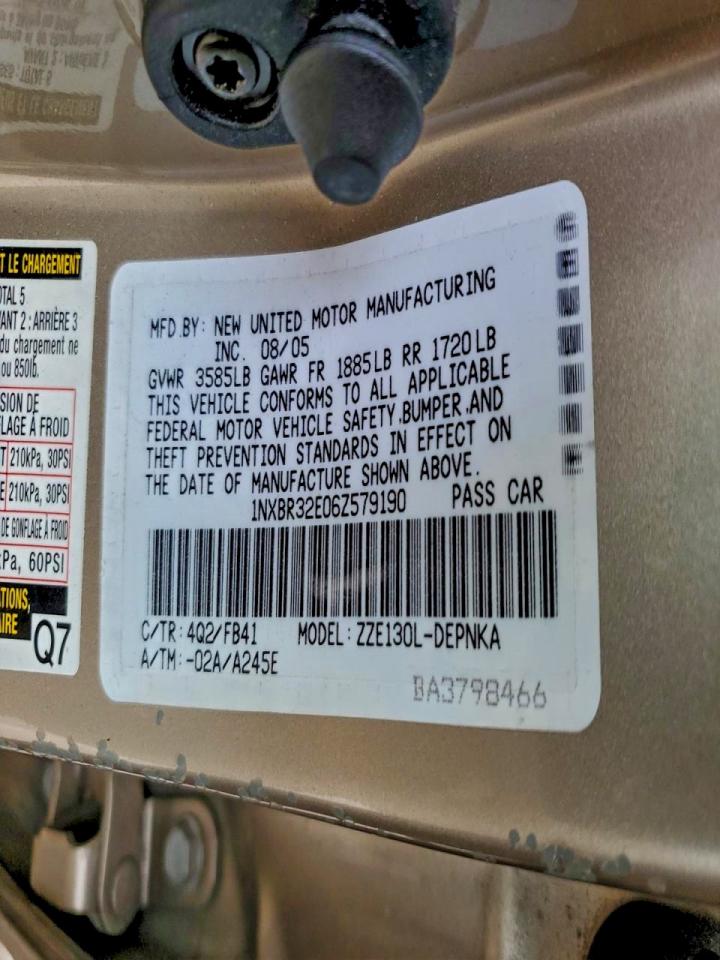 T LE CHARGEMENT
OTAL 5
VANT 2 : ARRIÈRE 3
du chargement ne
ou 850lb.
SION DE
FLAGE À FROID
T 210kPa, 30PSI
E 210kPa, 30PSI
DE GONFLAGE À FROID
kPa, 60PSI
TIONS,
AIRE
Q7
MFD.BY: NEW UNITED MOTOR MANUFACTURING
INC. 08/05
GVWR 3585LB GAWR FR 1885LB RR 1720LB
THIS VEHICLE CONFORMS TO ALL APPLICABLE
FEDERAL MOTOR VEHICLE SAFETY,BUMPER,AND
THEFT PREVENTION STANDARDS IN EFFECT ON
THE DATE OF MANUFACTURE SHOWN ABOVE.
1NXBR32E06Z579190 PASS CAR
C/TR:4Q2/FB41 MODEL:ZZE130L-DEPNKA
A/TM:-02A/A245E
BA3798466